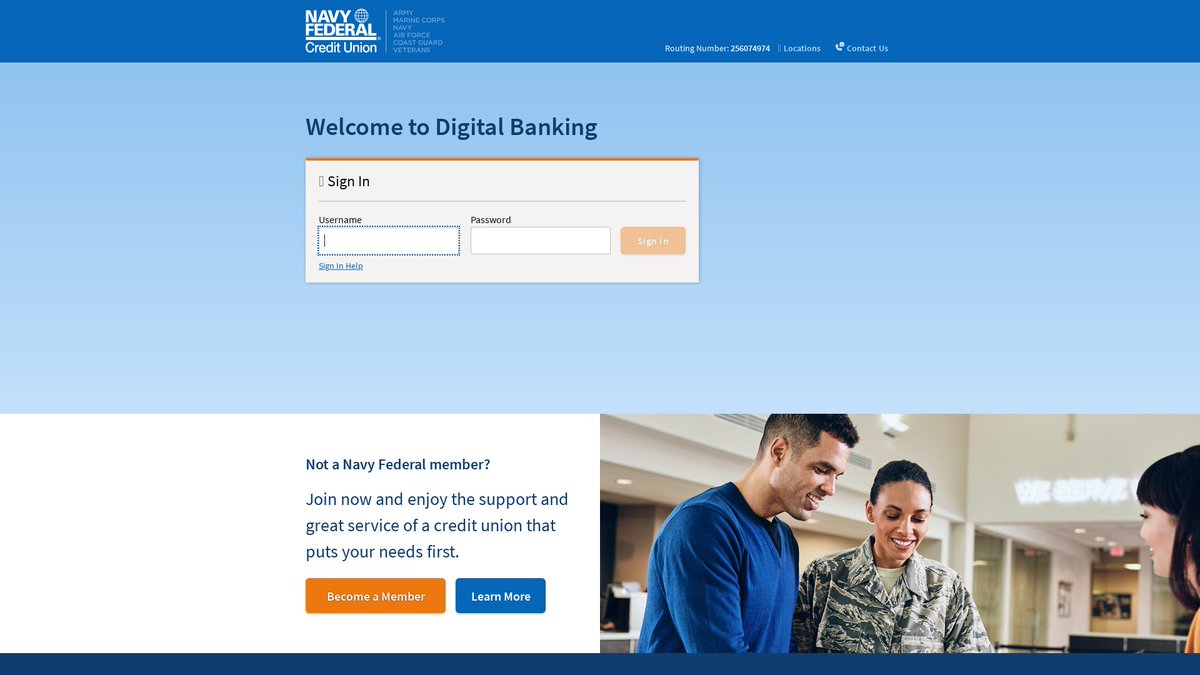 NAVY
FEDERAL
Credit Union
ARMY
MARINE CORPS
NAVY
AIR FORCE
COAST GUARD
VETERANS
Routing Number: 256074974
Locations
Contact Us
Welcome to Digital Banking
Sign In
Username
Password
Sign In
Sign In Help
Not a Navy Federal member?
Join now and enjoy the support and
great service of a credit union that
puts your needs first.
Become a Member
Learn More
WE SERVE